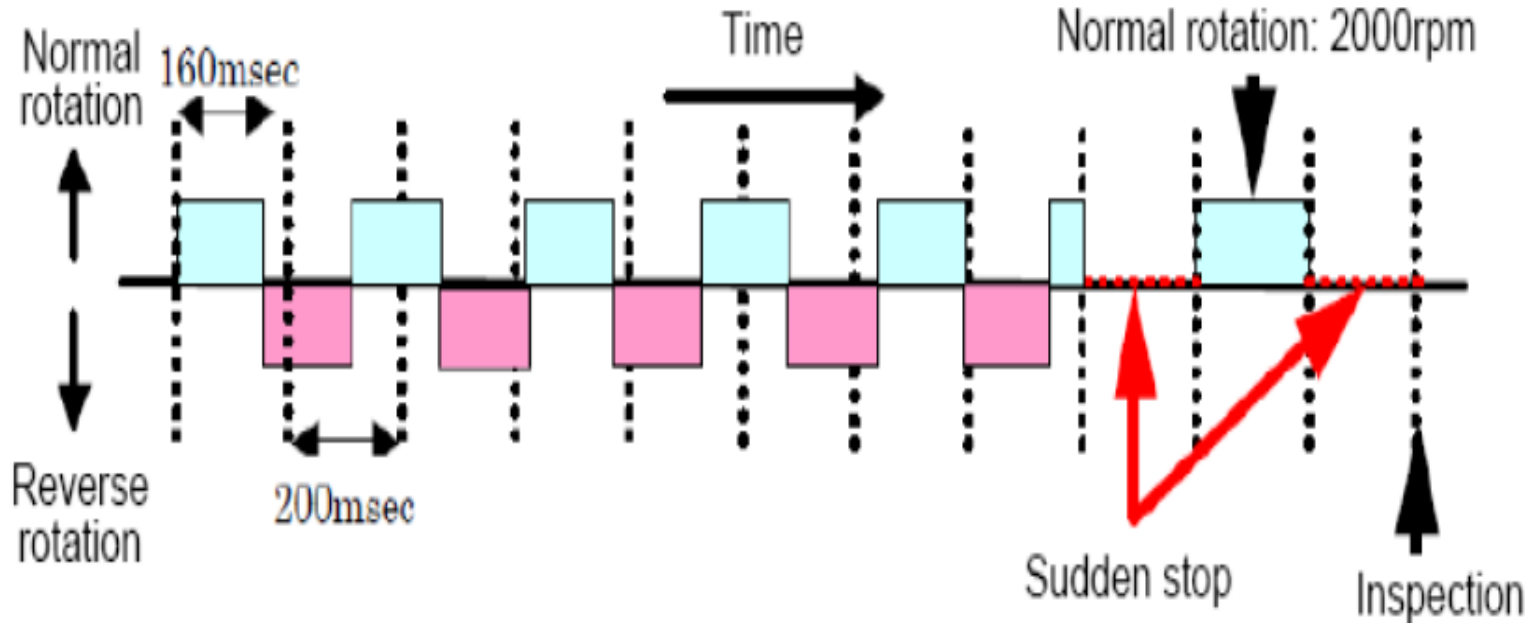 Normal
rotation
160msec
Time
Normal rotation: 2000rpm
Reverse
rotation
200msec
Sudden stop
Inspection